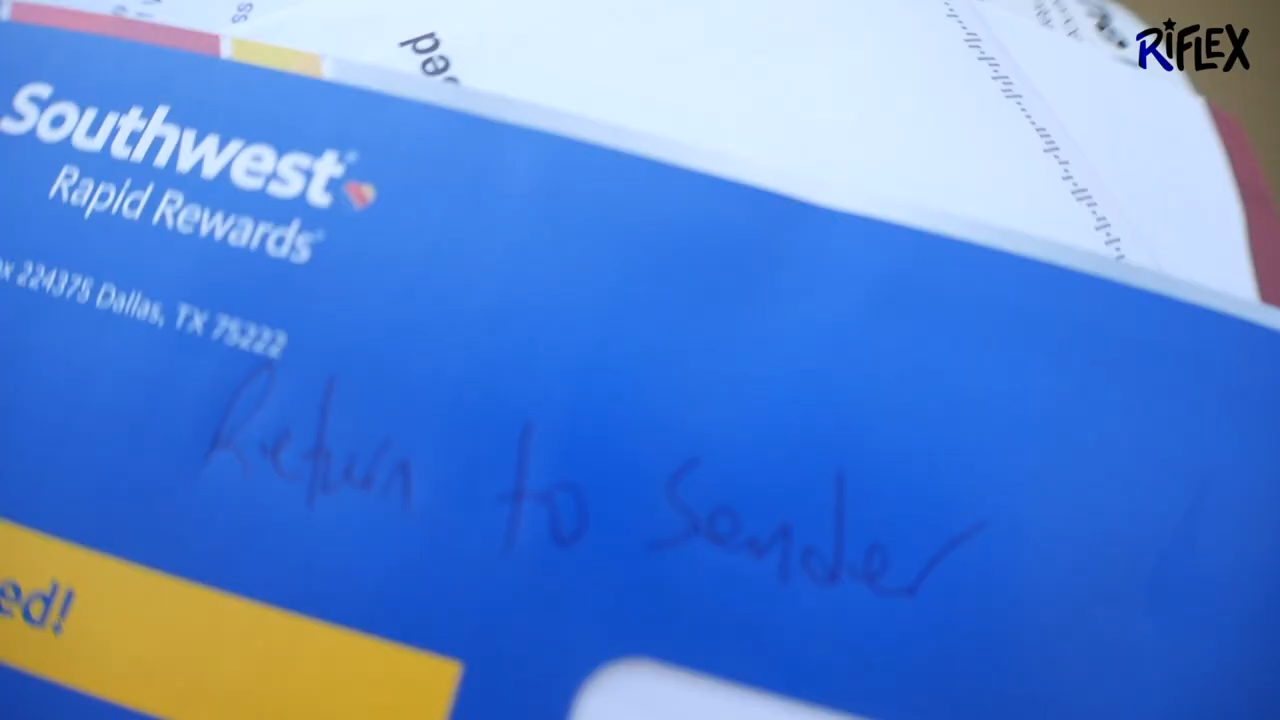 RiFLEX
Southwest
Rapid Rewards
224375 Dallas, TX 75222
Return to Sender
ed!